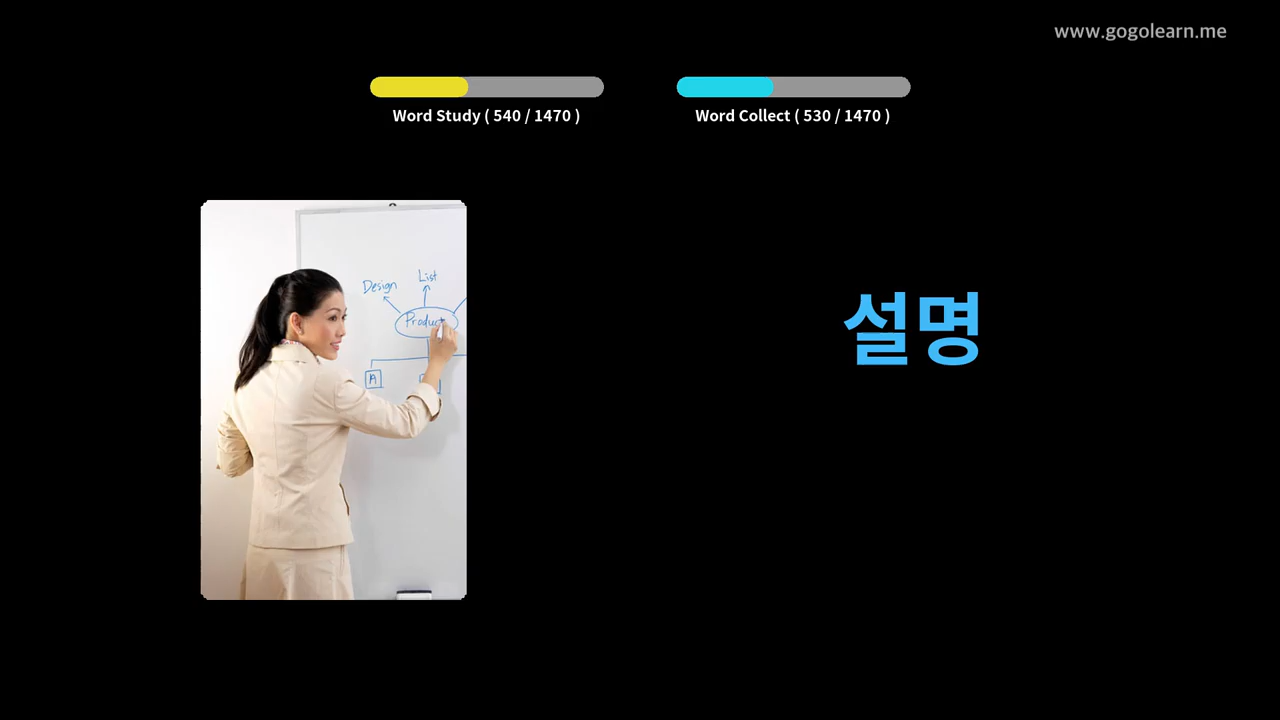 www.gogolearn.me
Word Study ( 540 / 1470 )
Word Collect ( 530 / 1470 )
Design
List
Product
A
설명